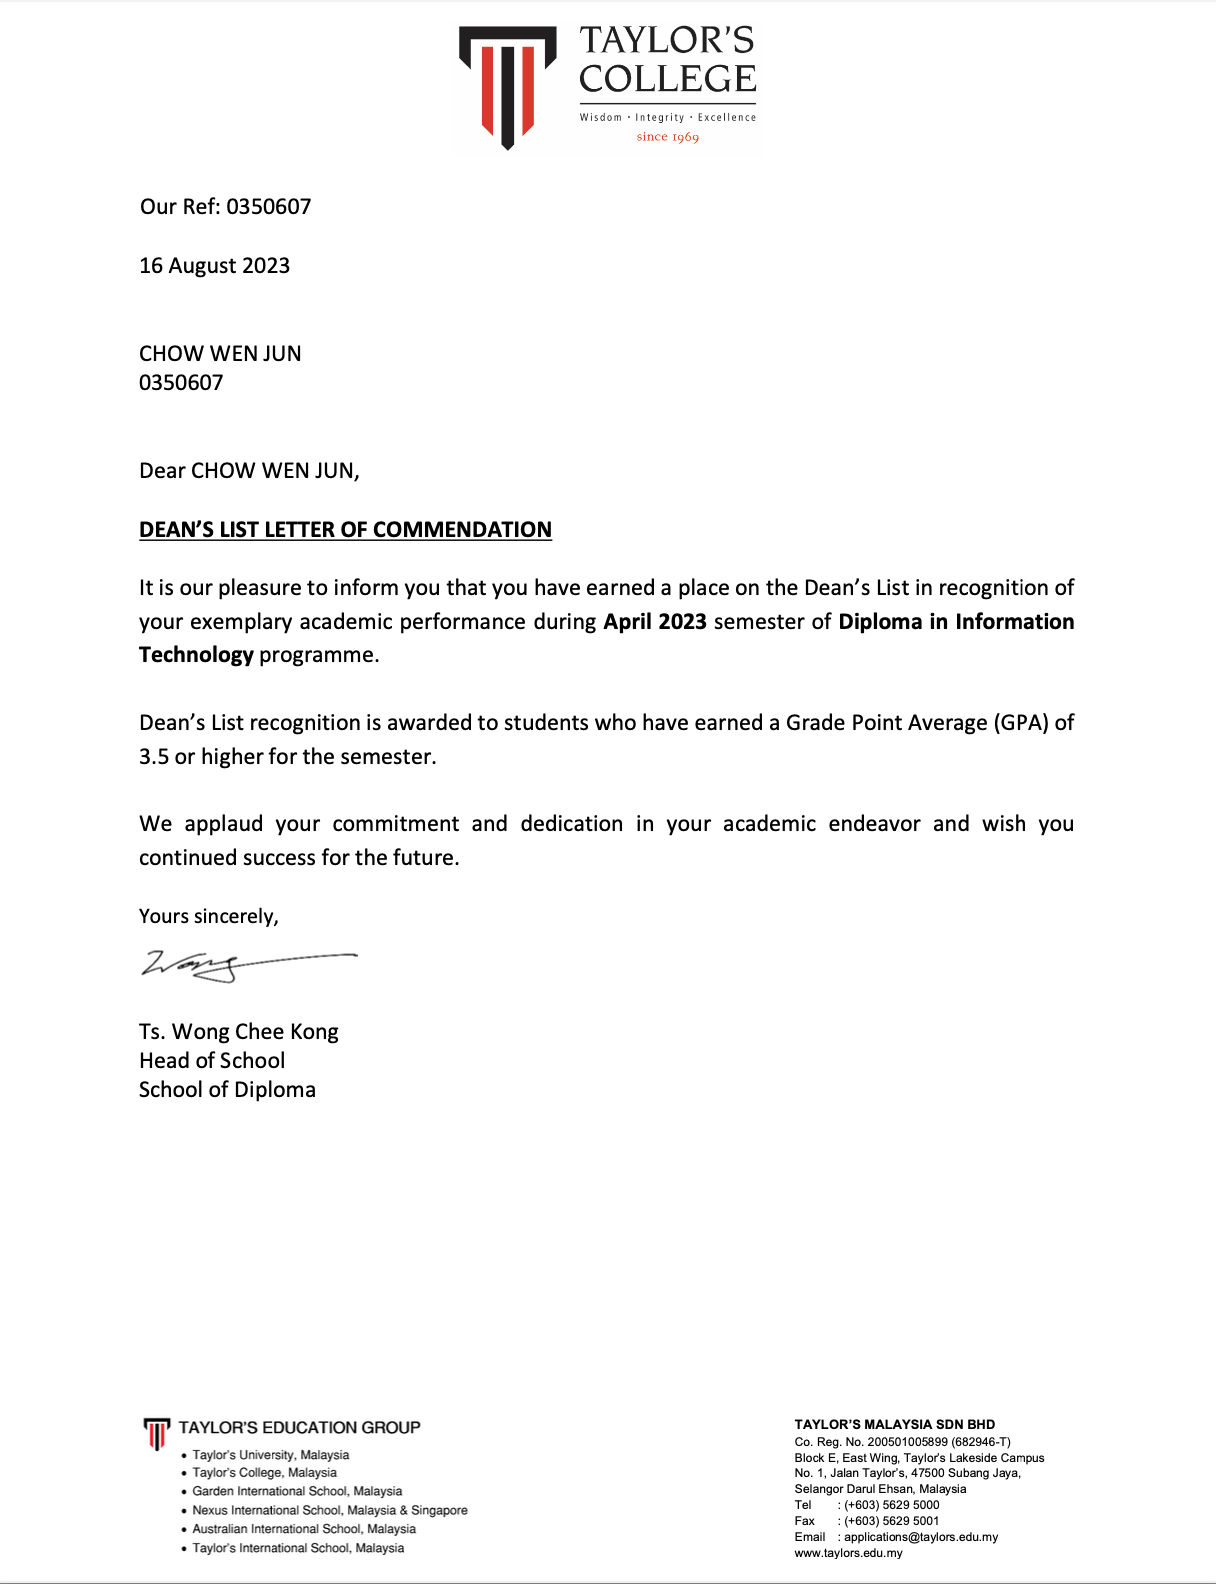 TAYLOR'S
COLLEGE
Wisdom · Integrity · Excellence
since 1969
Our Ref: 0350607
16 August 2023
CHOW WEN JUN
0350607
Dear CHOW WEN JUN,
DEAN’S LIST LETTER OF COMMENDATION
It is our pleasure to inform you that you have earned a place on the Dean’s List in recognition of
your exemplary academic performance during April 2023 semester of Diploma in Information
Technology programme.
Dean’s List recognition is awarded to students who have earned a Grade Point Average (GPA) of
3.5 or higher for the semester.
We applaud your commitment and dedication in your academic endeavor and wish you
continued success for the future.
Yours sincerely,
Wong
Ts. Wong Chee Kong
Head of School
School of Diploma
TAYLOR'S EDUCATION GROUP
• Taylor's University, Malaysia
• Taylor's College, Malaysia
• Garden International School, Malaysia
• Nexus International School, Malaysia & Singapore
• Australian International School, Malaysia
• Taylor's International School, Malaysia
TAYLOR’S MALAYSIA SDN BHD
Co. Reg. No. 200501005899 (682946-T)
Block E, East Wing, Taylor's Lakeside Campus
No. 1, Jalan Taylor’s, 47500 Subang Jaya,
Selangor Darul Ehsan, Malaysia
Tel : (+603) 5629 5000
Fax : (+603) 5629 5001
Email : applications@taylors.edu.my
www.taylors.edu.my